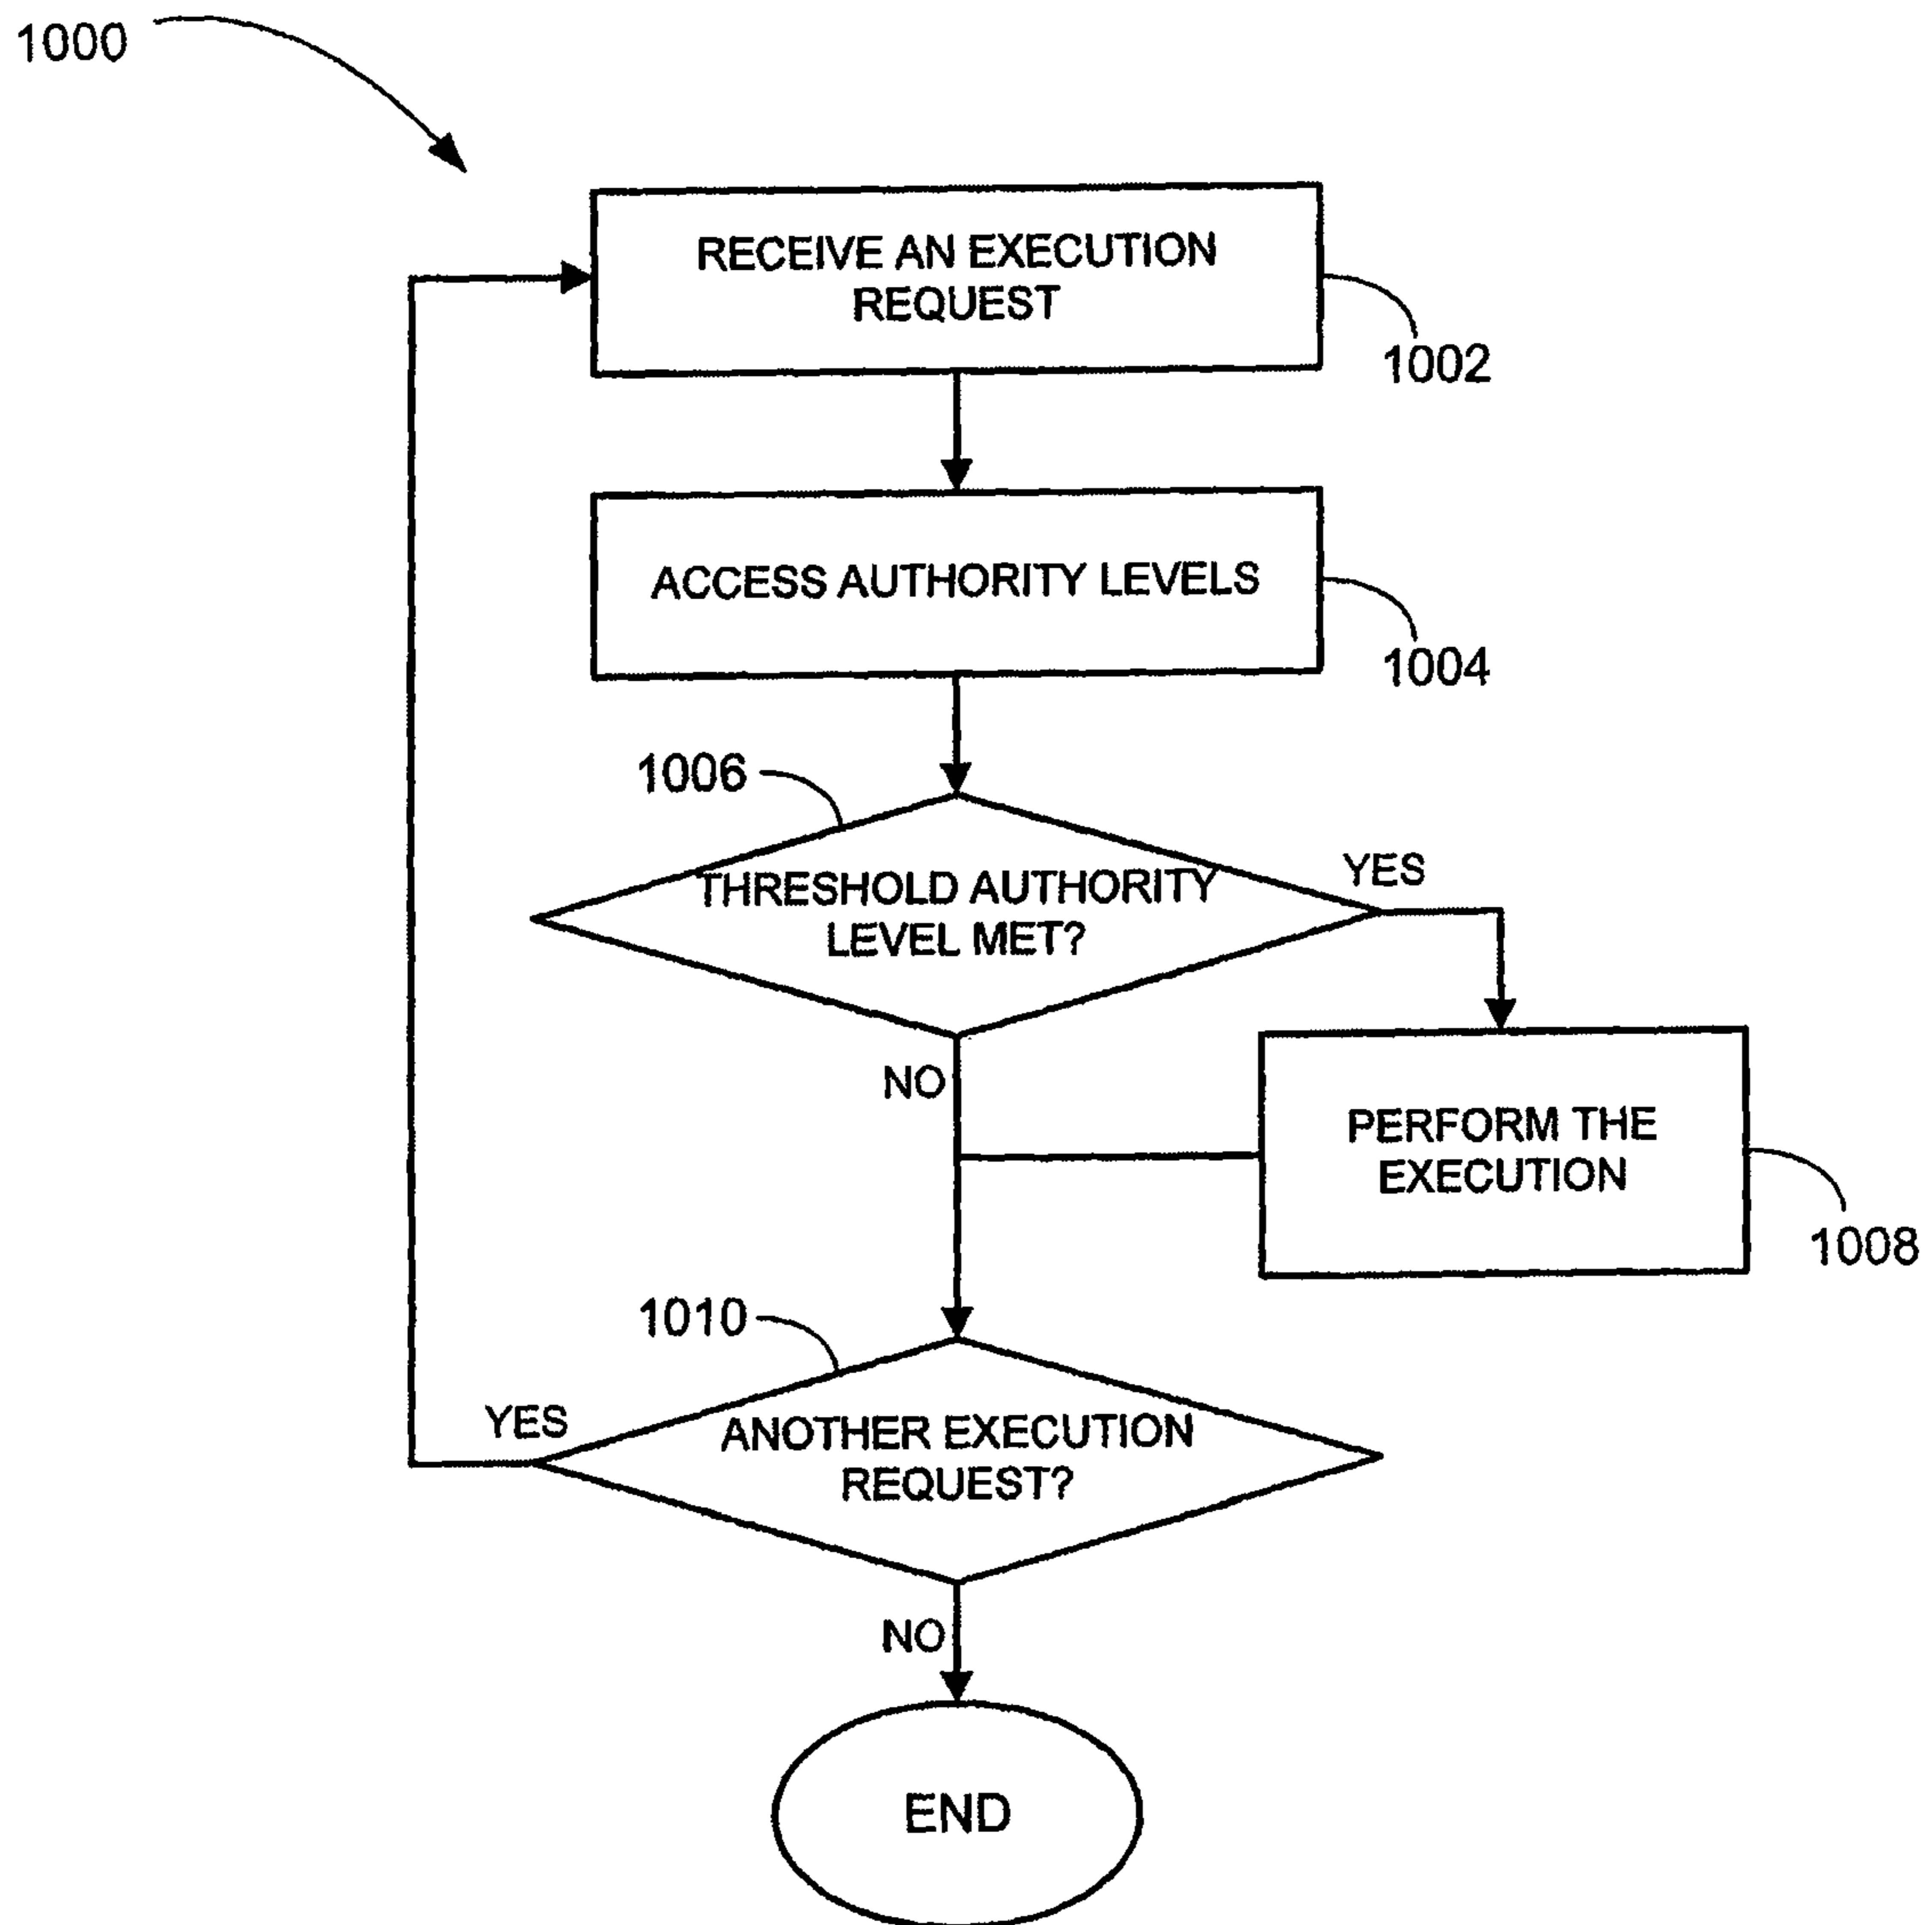 1000
RECEIVE AN EXECUTION
REQUEST
1002
ACCESS AUTHORITY LEVELS
1004
1006
THRESHOLD AUTHORITY
LEVEL MET?
YES
NO
PERFORM THE
EXECUTION
1008
1010
YES
ANOTHER EXECUTION
REQUEST?
NO
END